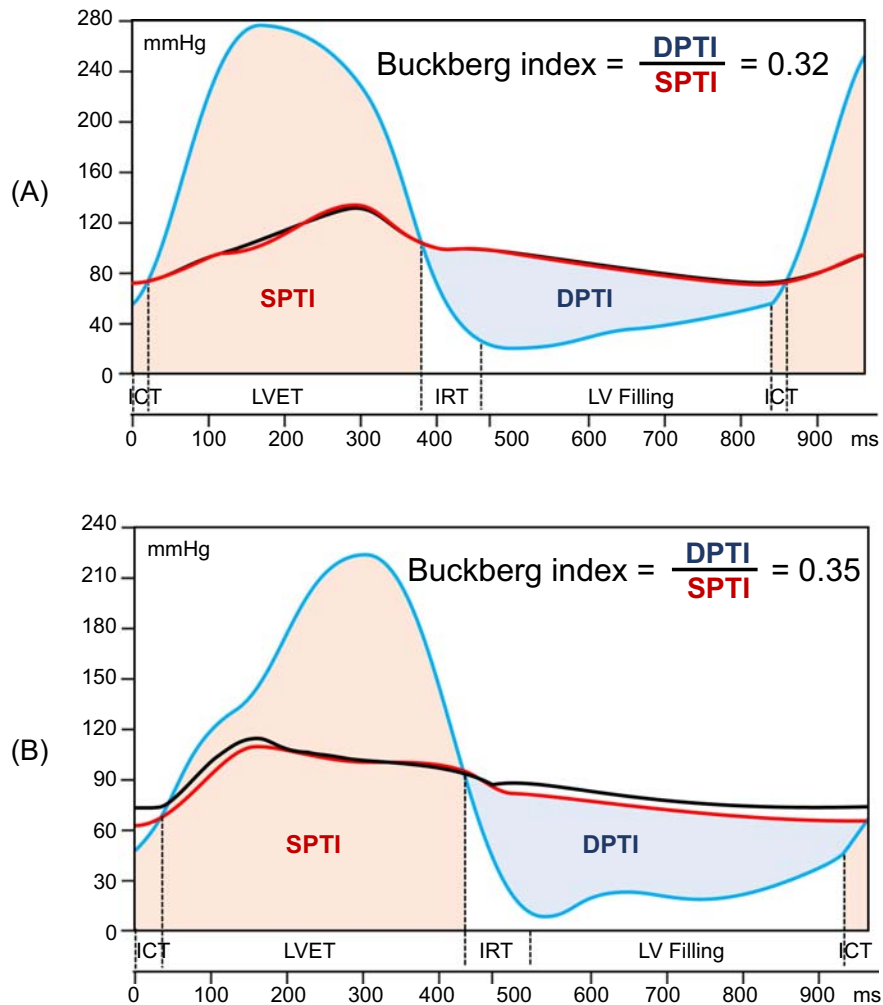 (A)
mmHg
Buckberg index = DPTI / SPTI = 0.32
280
240
200
160
120
80
40
0
SPTI
DPTI
ICT
LVET
IRT
LV Filling
ICT
0 100 200 300 400 500 600 700 800 900 ms
(B)
mmHg
Buckberg index = DPTI / SPTI = 0.35
240
210
180
150
120
90
60
30
0
SPTI
DPTI
ICT
LVET
IRT
LV Filling
ICT
0 100 200 300 400 500 600 700 800 900 ms